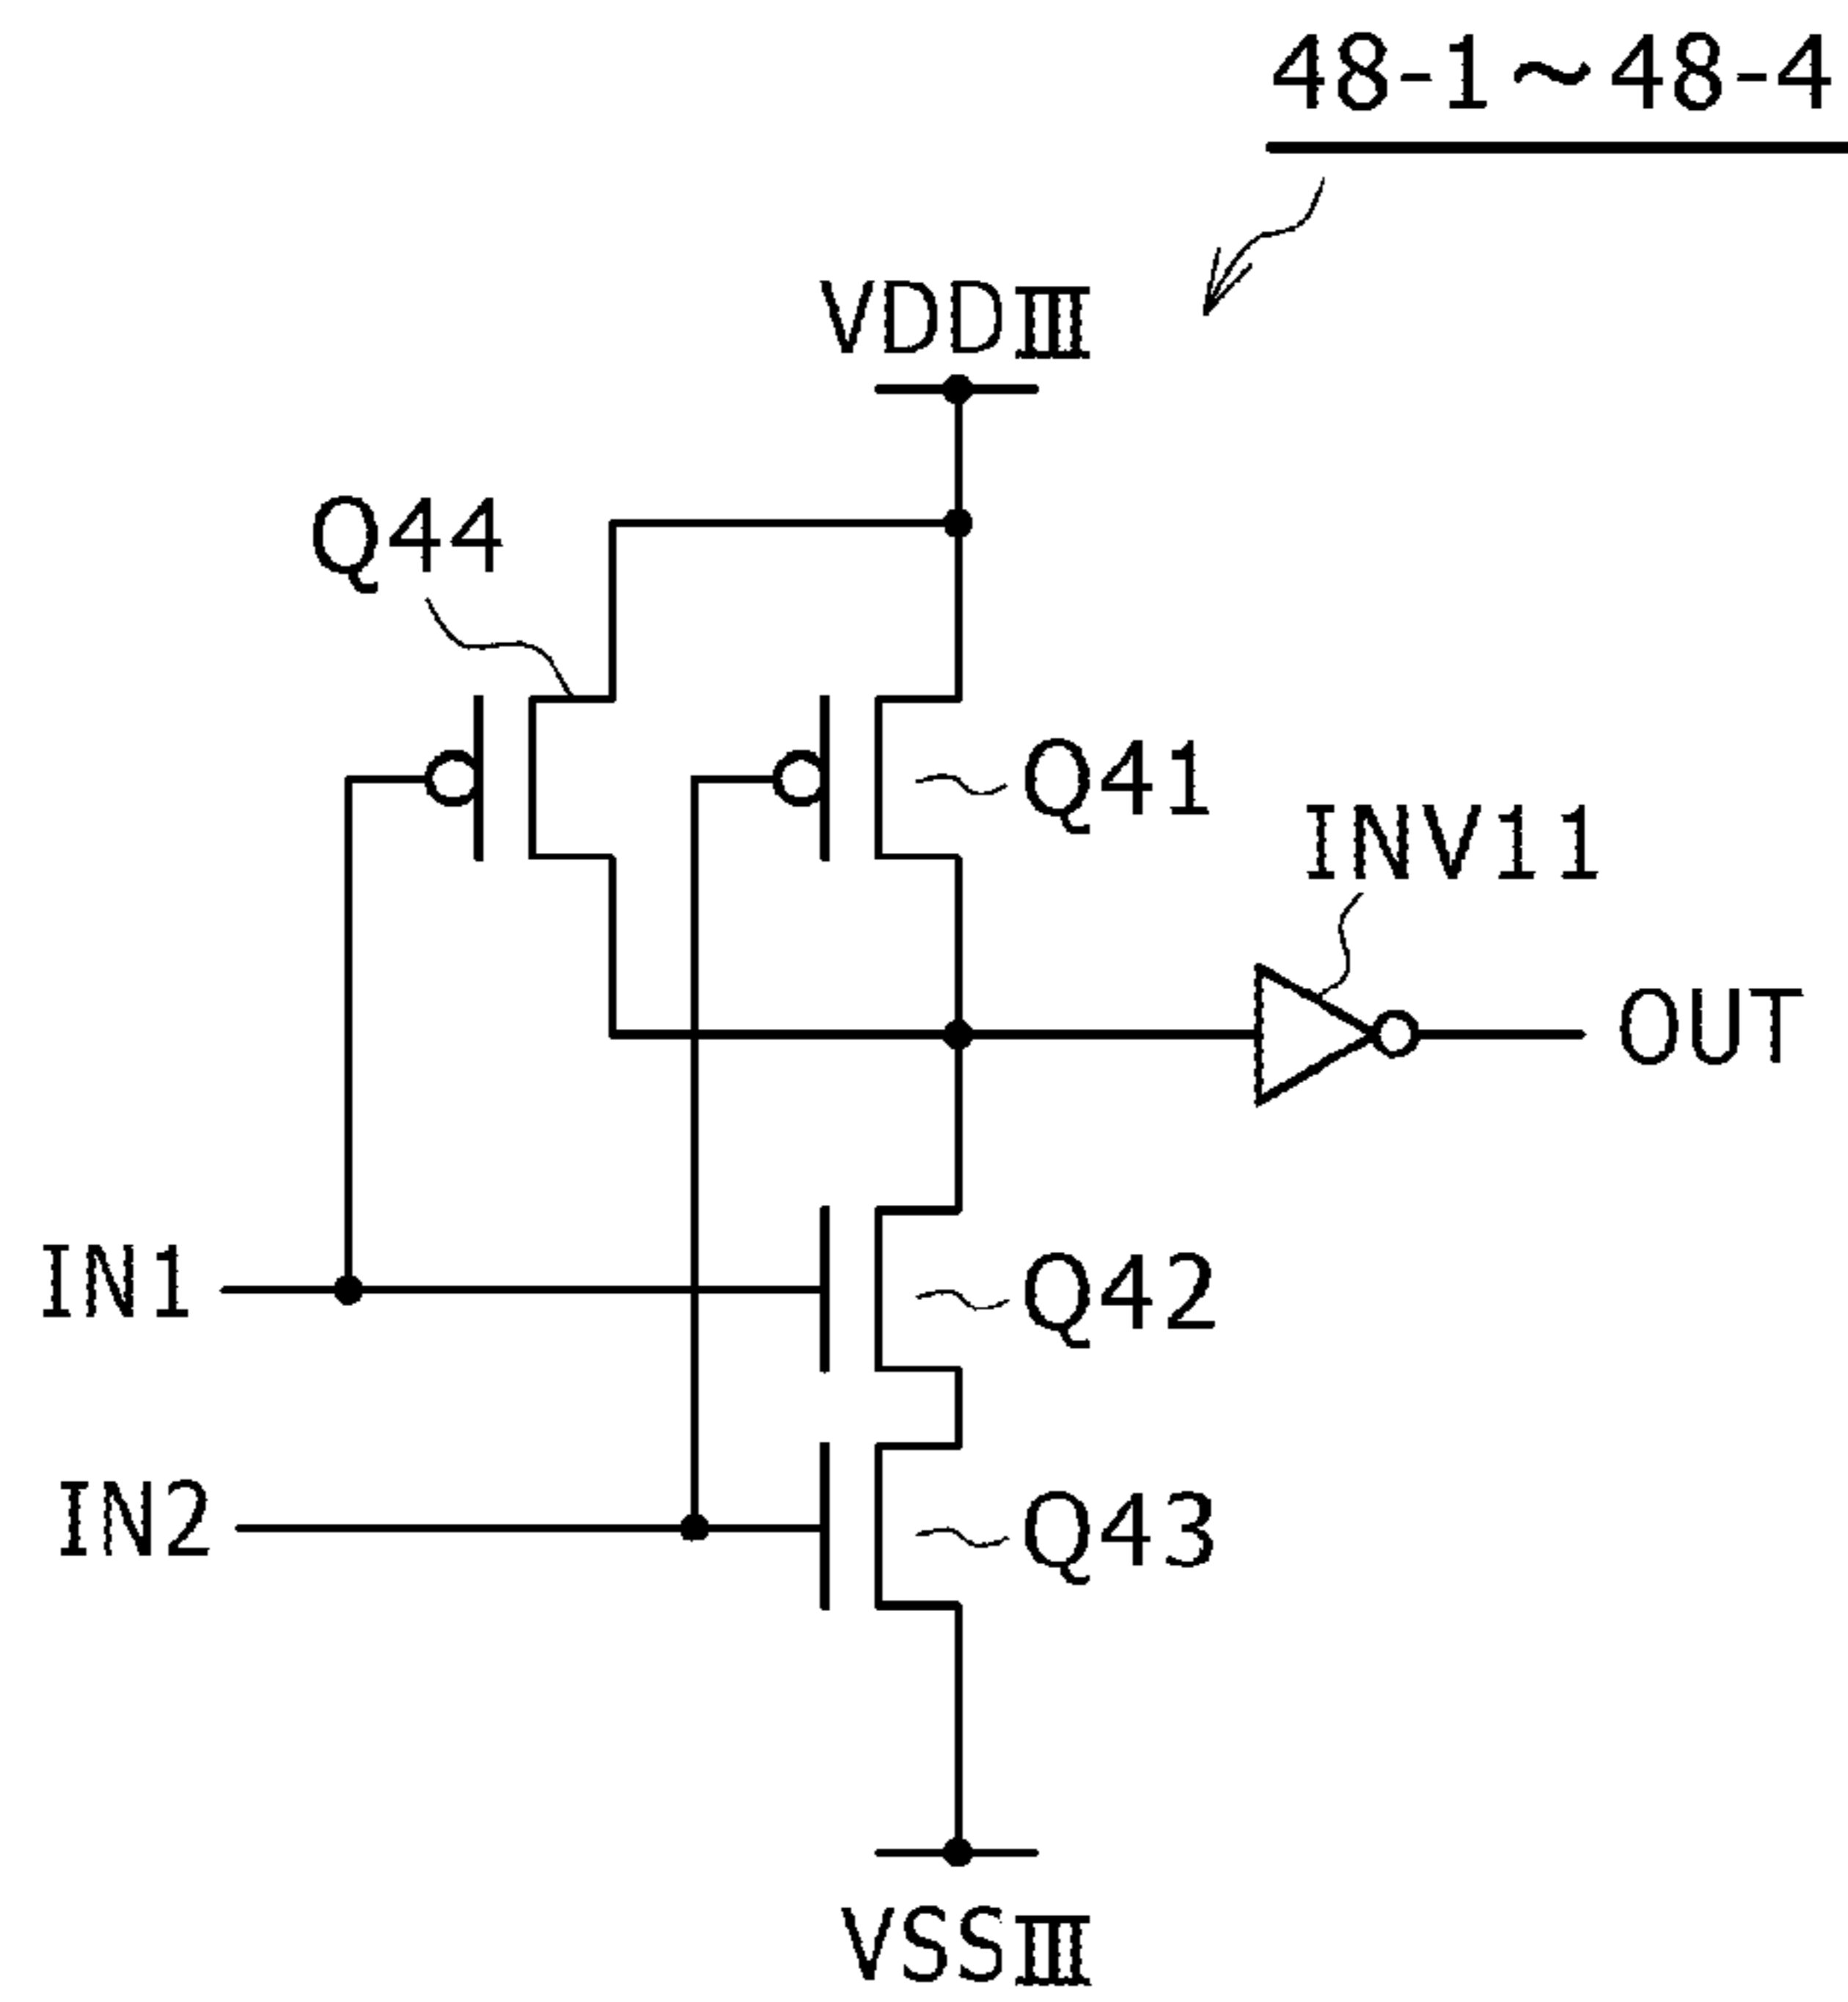 48-1～48-4
VDDⅢ
Q44
Q41
INV11
OUT
IN1
Q42
IN2
Q43
VSSⅢ